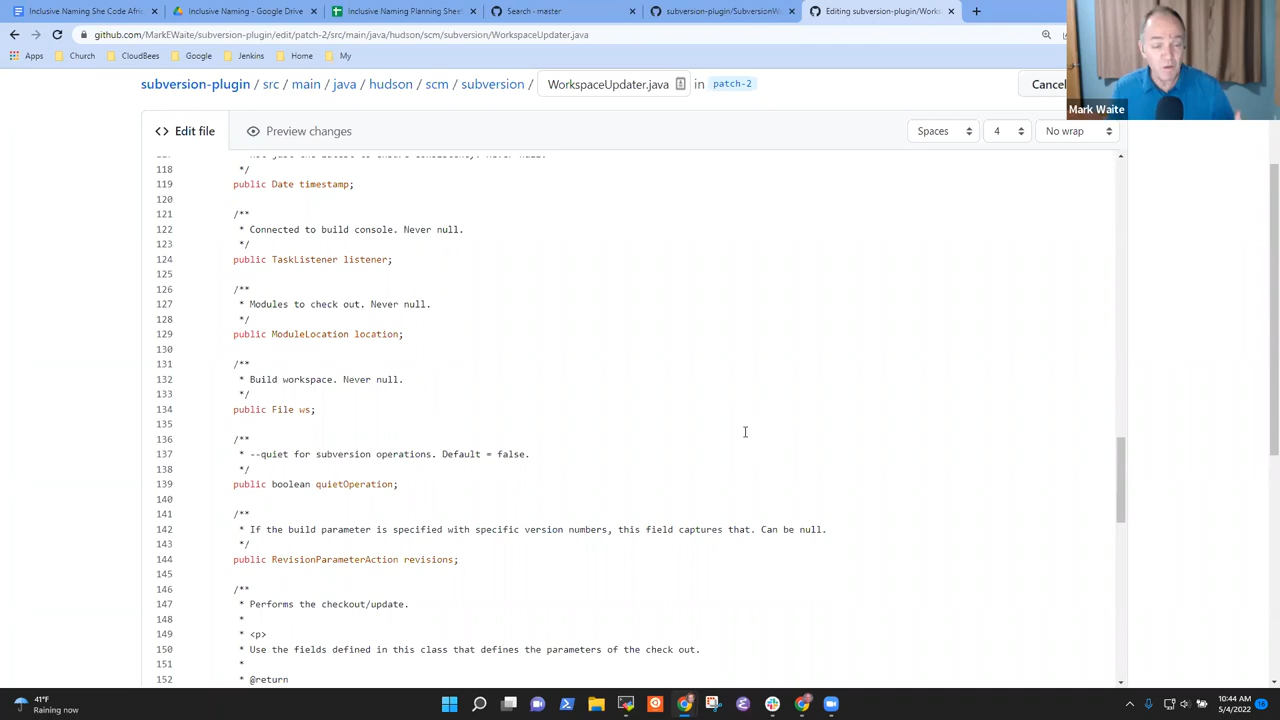 Inclusive Naming She Code Afric
Inclusive Naming - Google Drive
Inclusive Naming Planning Sheet
Search · master
subversion-plugin/SubversionW
Editing subversion-plugin/Works
github.com/MarkEWaite/subversion-plugin/edit/patch-2/src/main/java/hudson/scm/subversion/WorkspaceUpdater.java
Apps Church CloudBees Google Jenkins Home My
subversion-plugin / src / main / java / hudson / scm / subversion / WorkspaceUpdater.java in patch-2
Cancel
Mark Waite
<> Edit file Preview changes
Spaces 4 No wrap
118 */
119 public Date timestamp;
120
121 /**
122 * Connected to build console. Never null.
123 */
124 public TaskListener listener;
125
126 /**
127 * Modules to check out. Never null.
128 */
129 public ModuleLocation location;
130
131 /**
132 * Build workspace. Never null.
133 */
134 public File ws;
135
136 /**
137 * --quiet for subversion operations. Default = false.
138 */
139 public boolean quietOperation;
140
141 /**
142 * If the build parameter is specified with specific version numbers, this field captures that. Can be null.
143 */
144 public RevisionParameterAction revisions;
145
146 /**
147 * Performs the checkout/update.
148 *
149 * <p>
150 * Use the fields defined in this class that defines the parameters of the check out.
151 *
152 * @return
41°F
Raining now
10:44 AM
5/4/2022
16